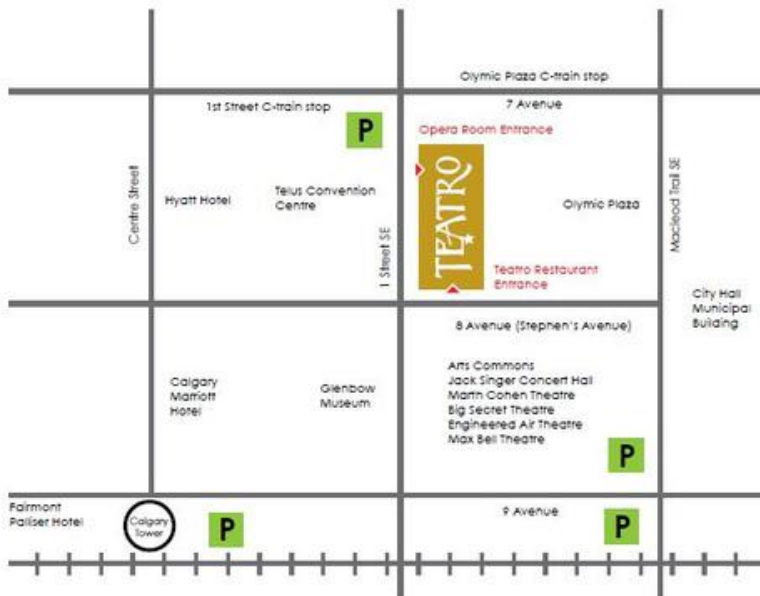 Olymic Plaza C-train stop
1st Street C-train stop
7 Avenue
P
Opera Room Entrance
Centre Street
Hyatt Hotel
Telus Convention
Centre
1 Street SE
TEATRO
Olymic Plaza
Macleod Trail SE
Teatro Restaurant
Entrance
City Hall
Municipal
Building
8 Avenue (Stephen's Avenue)
Calgary
Marriott
Hotel
Glenbow
Museum
Arts Commons
Jack Singer Concert Hall
Marth Cohen Theatre
Big Secret Theatre
Engineered Air Theatre
Max Bell Theatre
P
Fairmont
Palliser Hotel
Calgary
Tower
P
9 Avenue
P